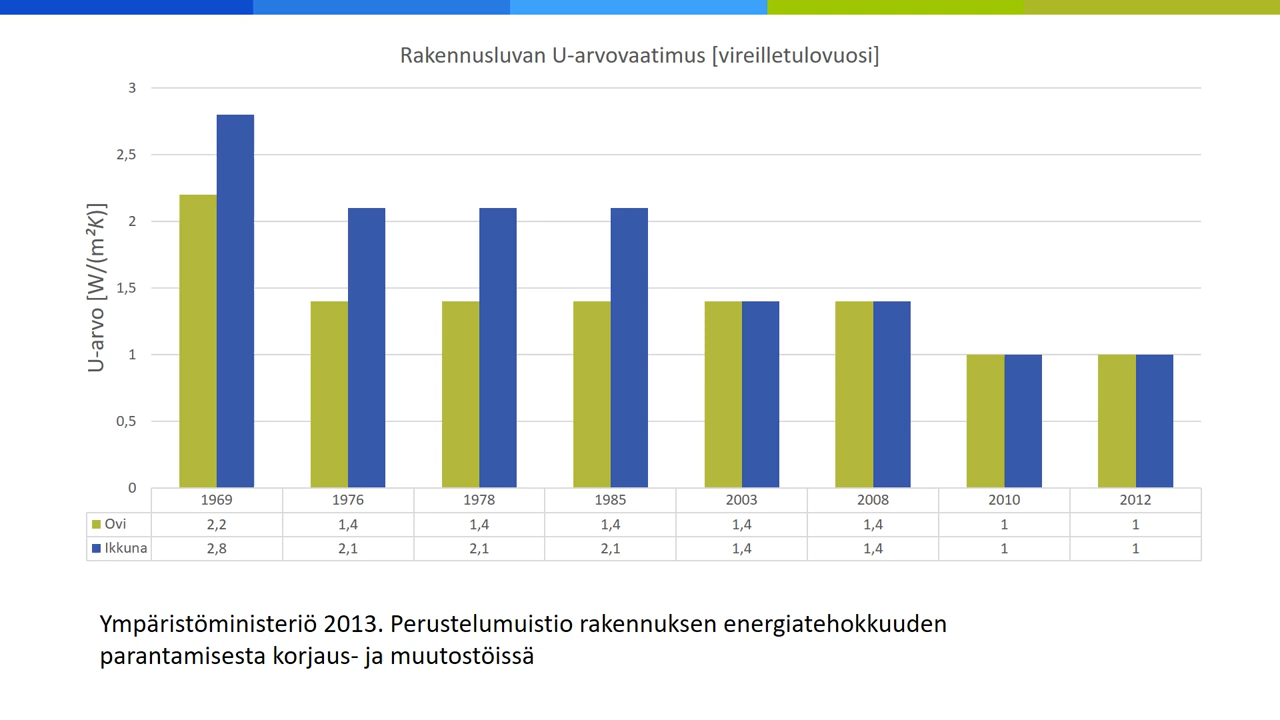 Rakennusluvan U-arvovaatimus [vireilletulovuosi]
U-arvo [W/(m²K)]
3
2,5
2
1,5
1
0,5
0
1969 1976 1978 1985 2003 2008 2010 2012
Ovi 2,2 1,4 1,4 1,4 1,4 1,4 1 1
Ikkuna 2,8 2,1 2,1 2,1 1,4 1,4 1 1
Ympäristöministeriö 2013. Perustelumuistio rakennuksen energiatehokkuuden
parantamisesta korjaus- ja muutostöissä